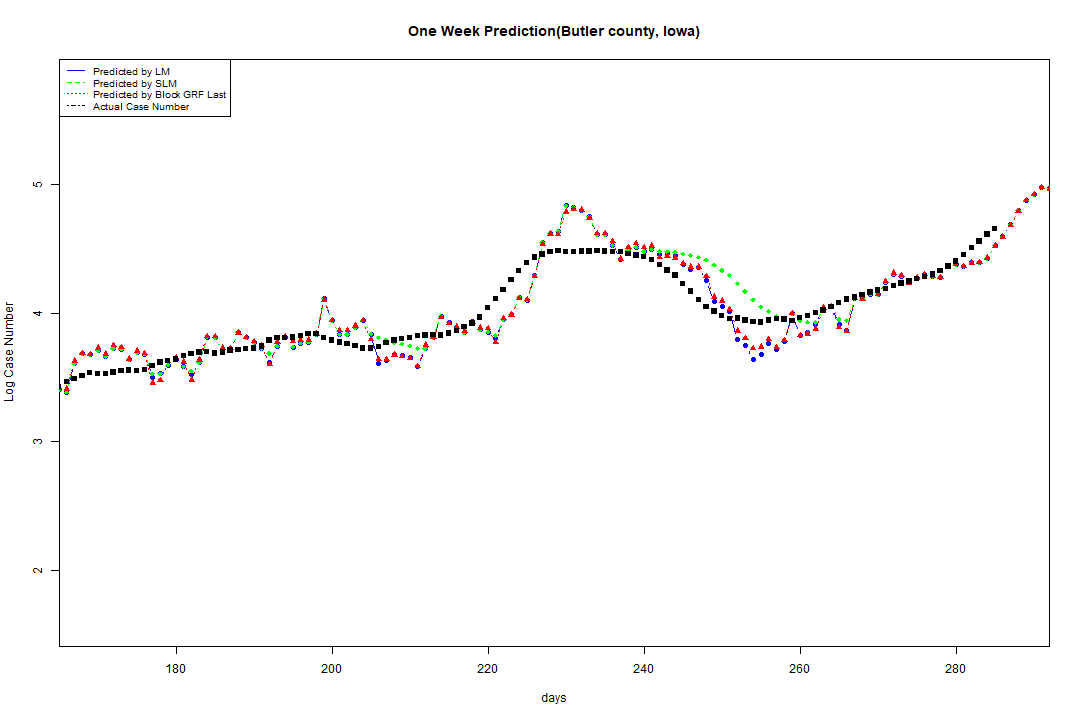 One Week Prediction(Butler county, Iowa)
Predicted by LM
Predicted by SLM
Predicted by Block GRF Last
Actual Case Number
Log Case Number
5
4
3
2
180 200 220 240 260 280
days